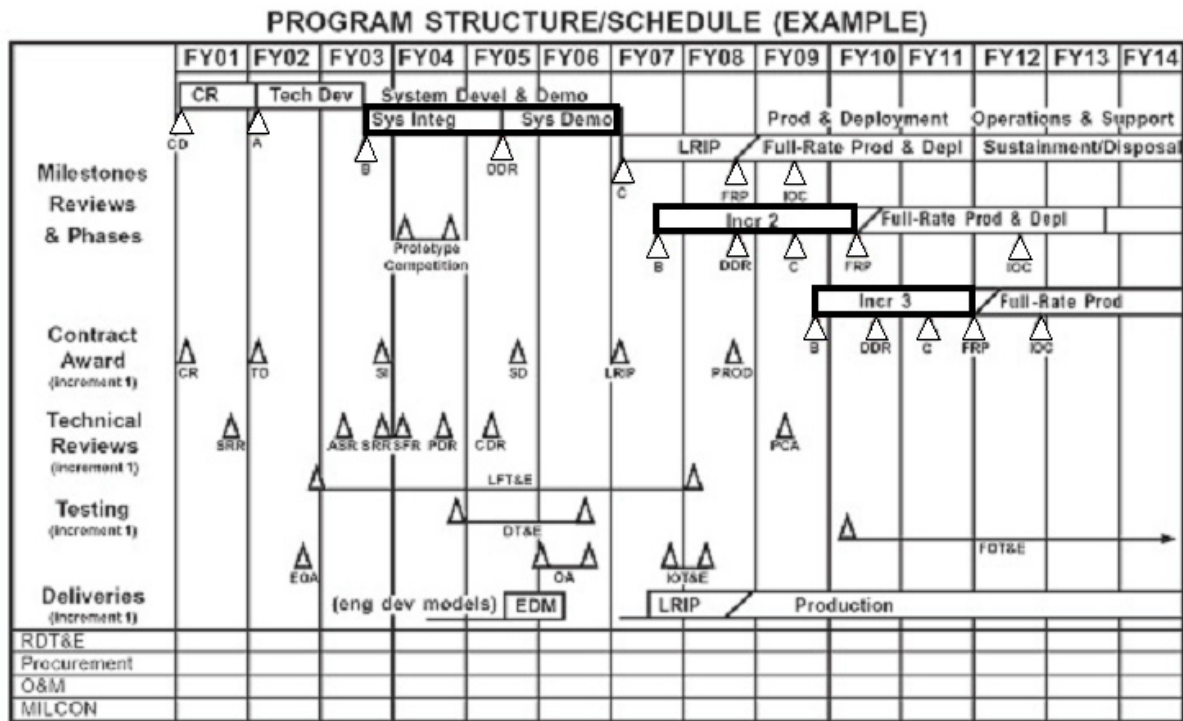 PROGRAM STRUCTURE/SCHEDULE (EXAMPLE)
FY01 FY02 FY03 FY04 FY05 FY06 FY07 FY08 FY09 FY10 FY11 FY12 FY13 FY14
CR Tech Dev System Devel & Demo
Sys Integ Sys Demo Prod & Deployment Operations & Support
CD A
LRIP Full-Rate Prod & Depl Sustainment/Disposal
B DDR C FRP IOC
Milestones
Reviews
& Phases
Incr 2 Full-Rate Prod & Depl
Prototype
Competition
B DDR C FRP IOC
Incr 3 Full-Rate Prod
B DDR C FRP IOC
Contract
Award
(increment 1)
CR TD SI SD LRIP PROD
Technical
Reviews
(increment 1)
SRR ASR SRR SFR PDR CDR PCA
LFT&E
Testing
(increment 1)
DT&E
FOT&E
EOA OA IOT&E
Deliveries
(increment 1)
(eng dev models) EDM LRIP Production
RDT&E
Procurement
O&M
MILCON